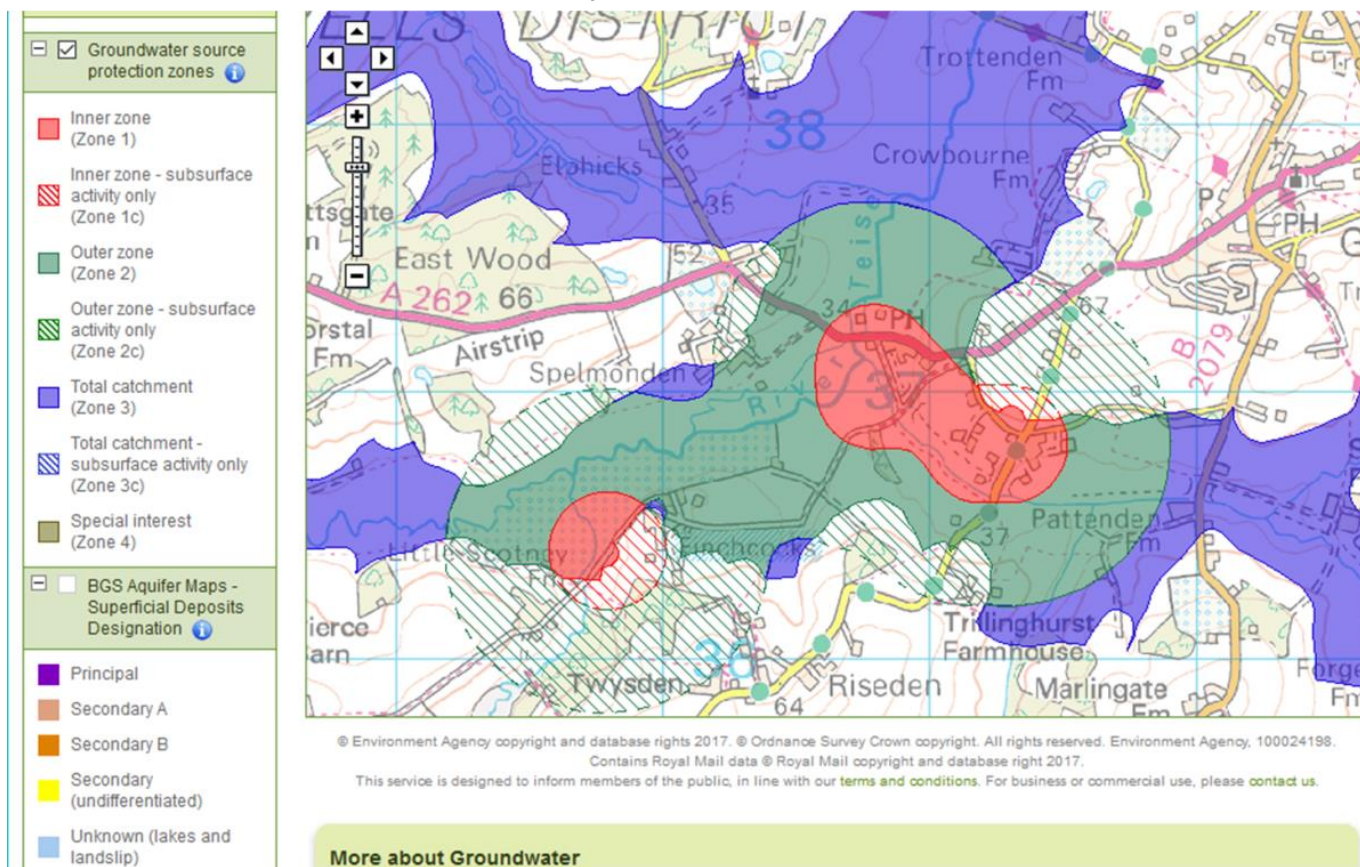 Groundwater source
protection zones
Inner zone
(Zone 1)
Inner zone - subsurface
activity only
(Zone 1c)
Outer zone
(Zone 2)
Outer zone - subsurface
activity only
(Zone 2c)
Total catchment
(Zone 3)
Total catchment -
subsurface activity only
(Zone 3c)
Special interest
(Zone 4)
BGS Aquifer Maps -
Superficial Deposits
Designation
Principal
Secondary A
Secondary B
Secondary
(undifferentiated)
Unknown (lakes and
landslip)
ELLS DISTRICT
Trottenden
Fm
38
Elphicks
Crowbourne
Fm
35
East Wood
52
A 262
66
Airstrip
34
PH
P
PH
67
B
2079
Spelmonden
River Teise
37
Little Scotney
Fm
Finchcocks
37
Pattenden
Fm
Trillinghurst
Farmhouse
36
Twysden
Riseden
64
Marlingate
Fm
Forge
Fm
© Environment Agency copyright and database rights 2017. © Ordnance Survey Crown copyright. All rights reserved. Environment Agency, 100024198.
Contains Royal Mail data © Royal Mail copyright and database right 2017.
This service is designed to inform members of the public, in line with our terms and conditions. For business or commercial use, please contact us.
More about Groundwater